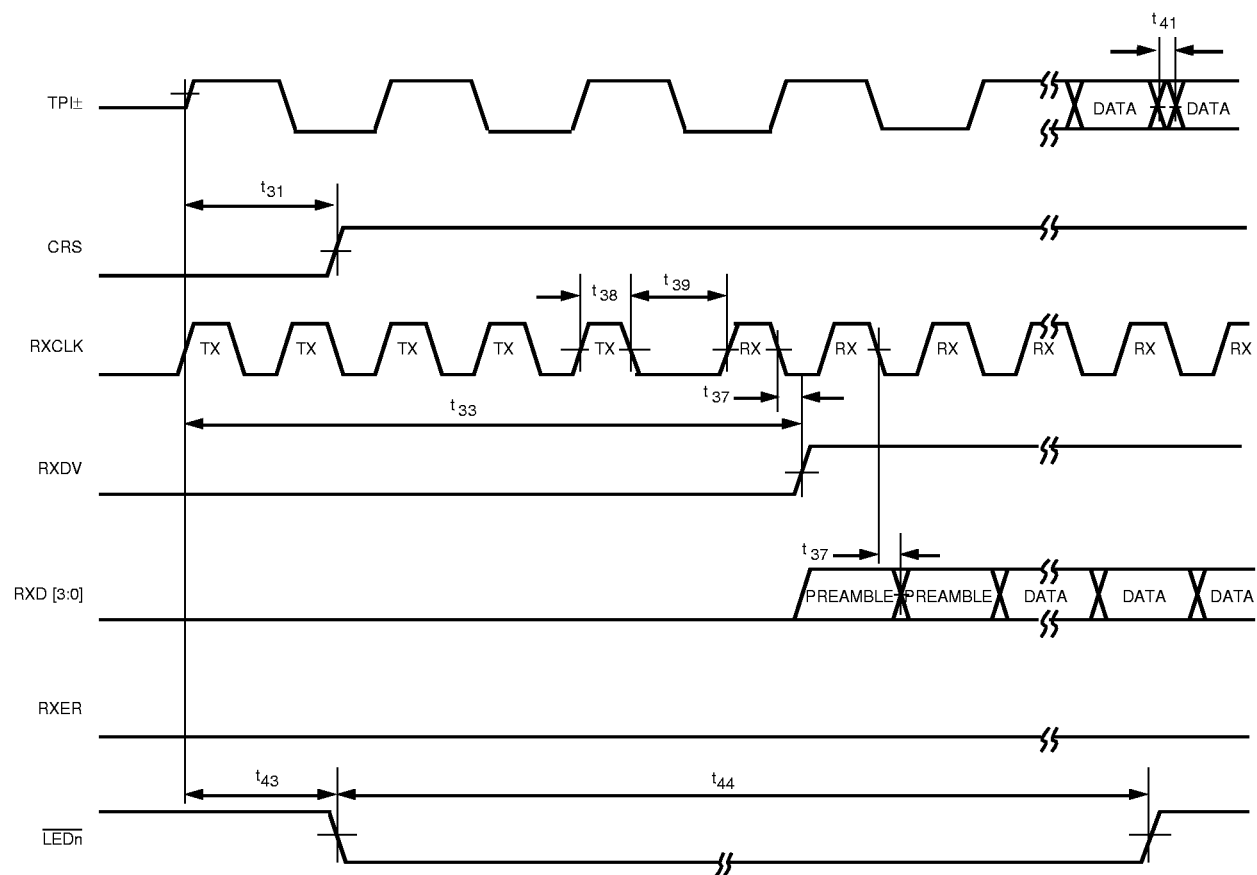 t41
TPI± DATA DATA
t31
CRS
t38 t39
RXCLK TX TX TX TX TX RX RX RX RX RX RX
t37
t33
RXDV
t37
RXD [3:0] PREAMBLE PREAMBLE DATA DATA DATA
RXER
t43 t44
LEDn